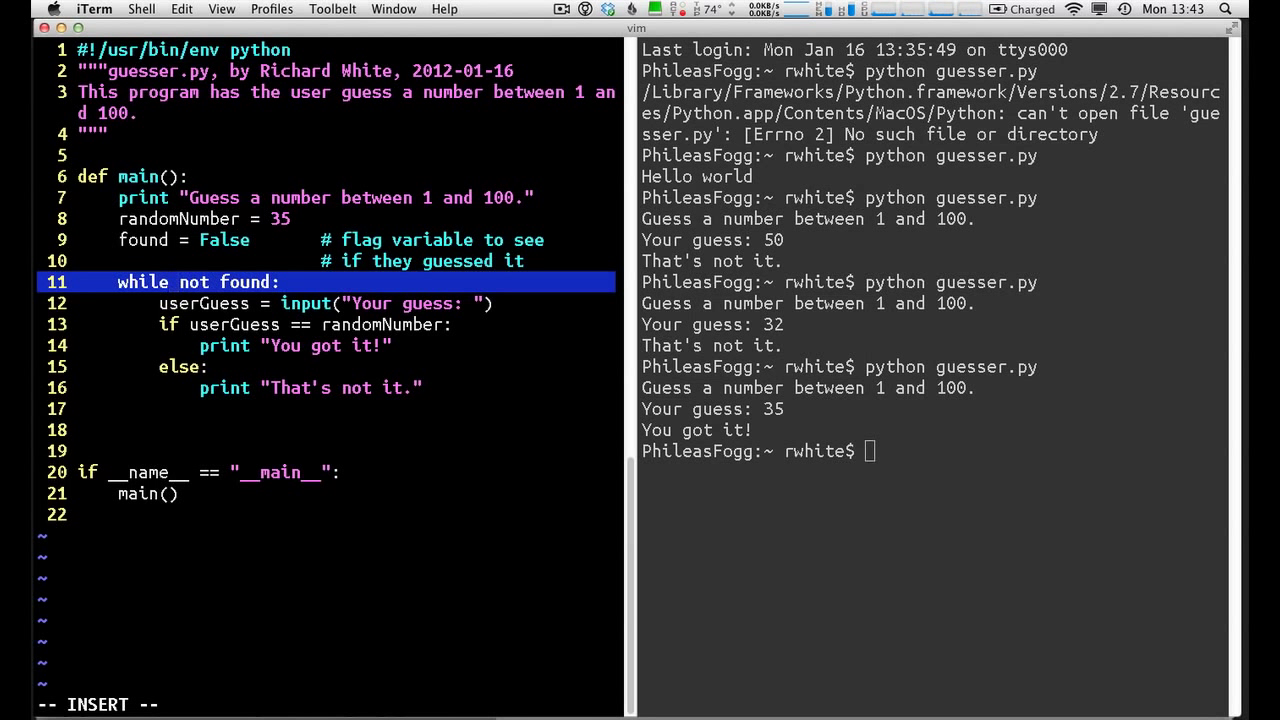 iTerm Shell Edit View Profiles Toolbelt Window Help 74° 0.0KB/s 0.0KB/s Charged Mon 13:43
vim
1 #!/usr/bin/env python
2 """guesser.py, by Richard White, 2012-01-16
3 This program has the user guess a number between 1 an
d 100.
4 """
5
6 def main():
7 print "Guess a number between 1 and 100."
8 randomNumber = 35
9 found = False # flag variable to see
10 # if they guessed it
11 while not found:
12 userGuess = input("Your guess: ")
13 if userGuess == randomNumber:
14 print "You got it!"
15 else:
16 print "That's not it."
17
18
19
20 if __name__ == "__main__":
21 main()
22
~
~
~
~
~
~
~
~
-- INSERT --
Last login: Mon Jan 16 13:35:49 on ttys000
PhileasFogg:~ rwhite$ python guesser.py
/Library/Frameworks/Python.framework/Versions/2.7/Resourc
es/Python.app/Contents/MacOS/Python: can't open file 'gue
sser.py': [Errno 2] No such file or directory
PhileasFogg:~ rwhite$ python guesser.py
Hello world
PhileasFogg:~ rwhite$ python guesser.py
Guess a number between 1 and 100.
Your guess: 50
That's not it.
PhileasFogg:~ rwhite$ python guesser.py
Guess a number between 1 and 100.
Your guess: 32
That's not it.
PhileasFogg:~ rwhite$ python guesser.py
Guess a number between 1 and 100.
Your guess: 35
You got it!
PhileasFogg:~ rwhite$